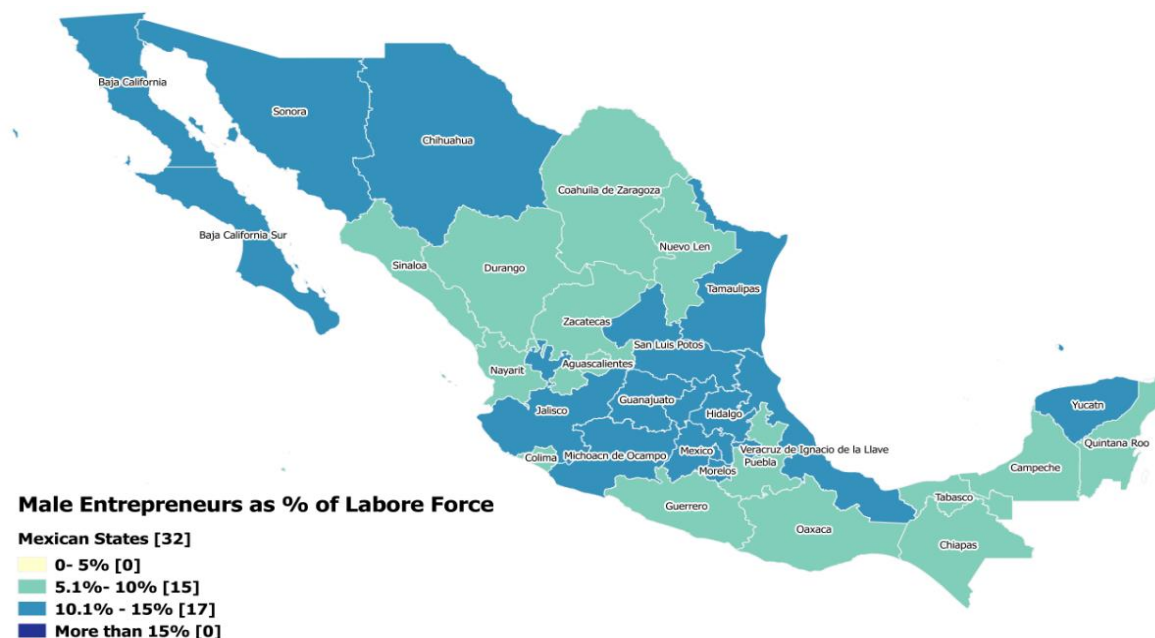 Baja California
Sonora
Chihuahua
Coahuila de Zaragoza
Baja California Sur
Nuevo Len
Sinaloa
Durango
Tamaulipas
Zacatecas
San Luis Potos
Aguascalientes
Nayarit
Guanajuato
Jalisco
Hidalgo
Yucatn
Quintana Roo
Veracruz de Ignacio de la Llave
Mexico
Michoacn de Ocampo
Colima
Puebla
Morelos
Campeche
Tabasco
Guerrero
Oaxaca
Chiapas
Male Entrepreneurs as % of Labore Force
Mexican States [32]
0- 5% [0]
5.1%- 10% [15]
10.1% - 15% [17]
More than 15% [0]